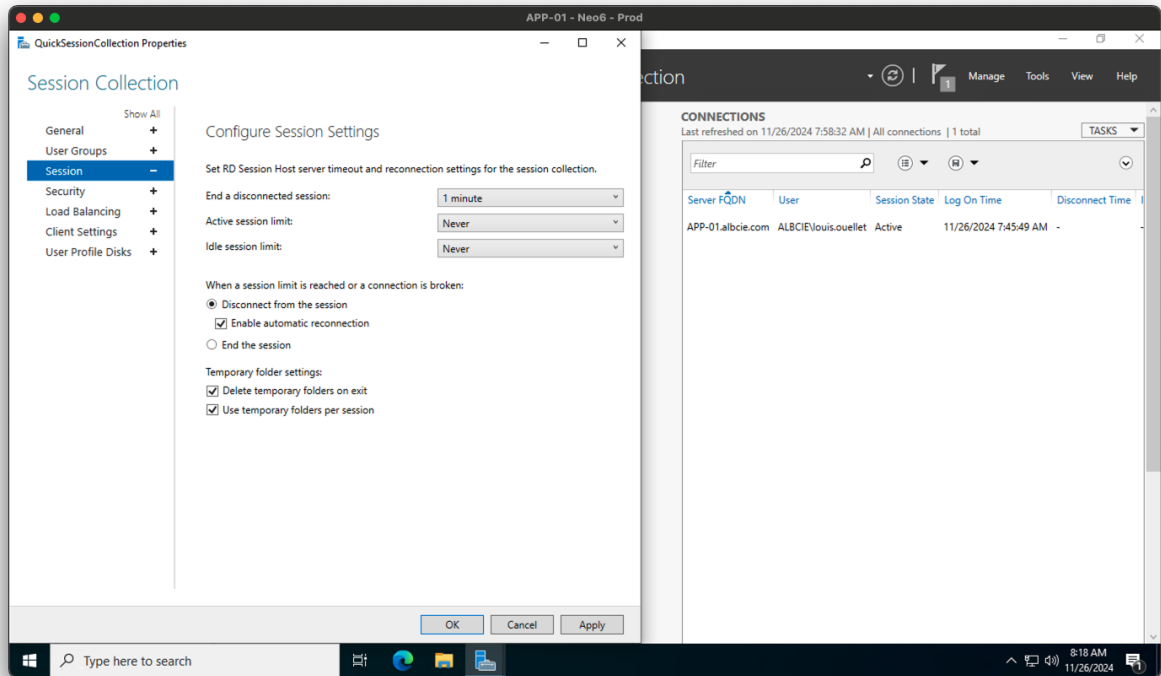 APP-01 - Neo6 - Prod
QuickSessionCollection Properties
Session Collection
Show All
General
User Groups
Session
Security
Load Balancing
Client Settings
User Profile Disks
Configure Session Settings
Set RD Session Host server timeout and reconnection settings for the session collection.
End a disconnected session: 1 minute
Active session limit: Never
Idle session limit: Never
When a session limit is reached or a connection is broken:
Disconnect from the session
Enable automatic reconnection
End the session
Temporary folder settings:
Delete temporary folders on exit
Use temporary folders per session
OK Cancel Apply
ction
1 Manage Tools View Help
CONNECTIONS
Last refreshed on 11/26/2024 7:58:32 AM | All connections | 1 total TASKS
Filter
Server FQDN User Session State Log On Time Disconnect Time I
APP-01.albcie.com ALBCIE\louis.ouellet Active 11/26/2024 7:45:49 AM - -
Type here to search
8:18 AM
11/26/2024
1